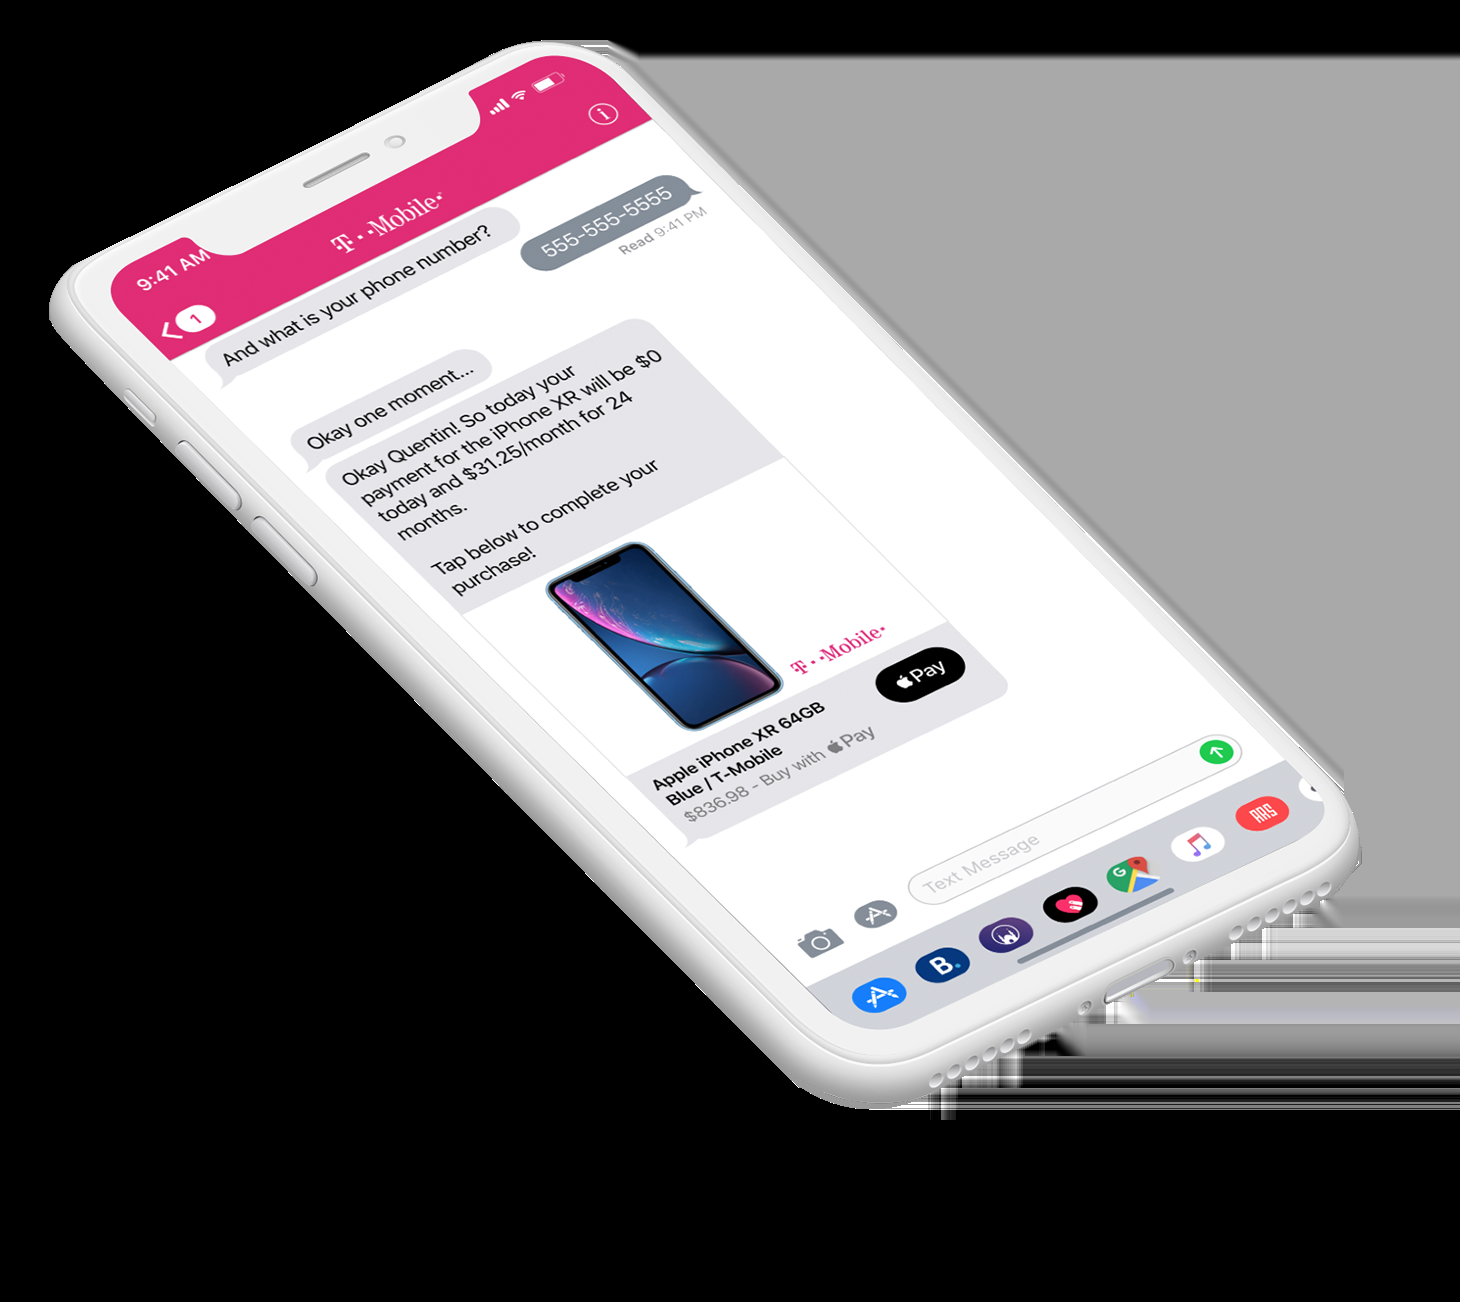 9:41 AM
1
T··Mobile·
And what is your phone number?
555-555-5555
Read 9:41 PM
Okay one moment...
Okay Quentin! So today your
payment for the iPhone XR will be $0
today and $31.25/month for 24
months.
Tap below to complete your
purchase!
T··Mobile·
Apple iPhone XR 64GB
Blue / T-Mobile
$836.98 - Buy with Pay
Pay
Text Message
B.
G